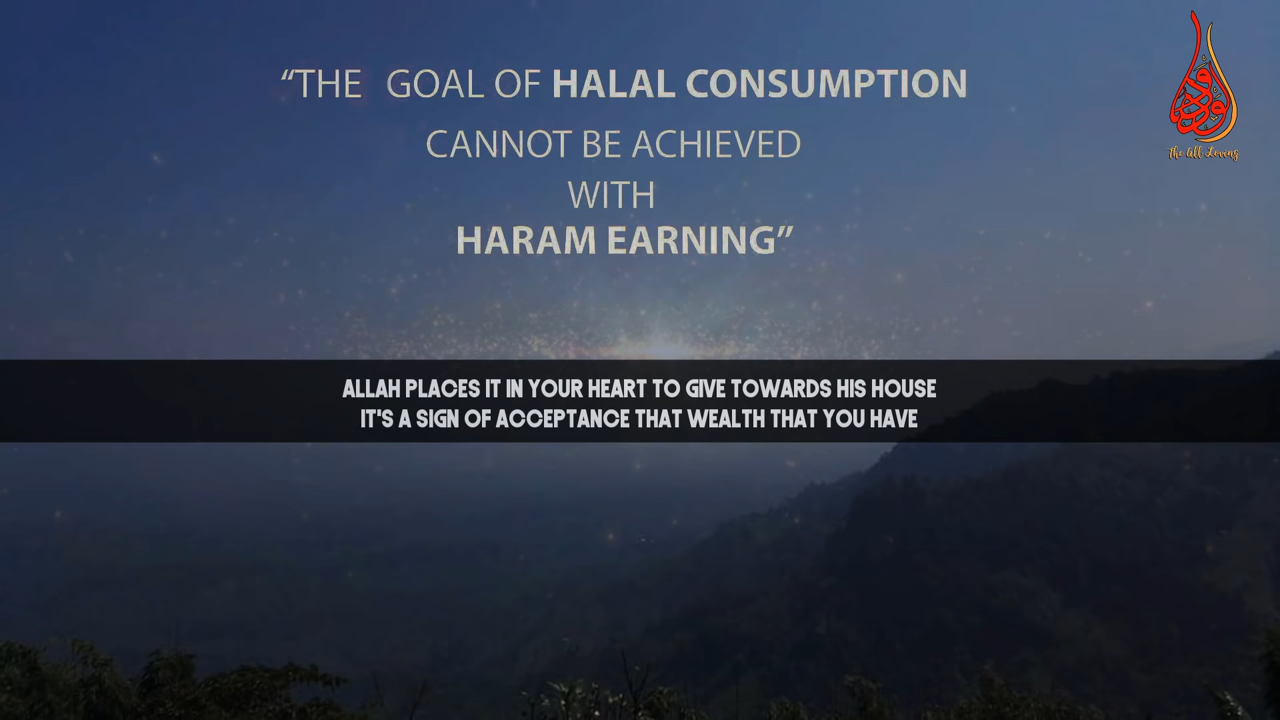 “THE GOAL OF HALAL CONSUMPTION
CANNOT BE ACHIEVED
WITH
HARAM EARNING”
The All Loving
ALLAH PLACES IT IN YOUR HEART TO GIVE TOWARDS HIS HOUSE
IT'S A SIGN OF ACCEPTANCE THAT WEALTH THAT YOU HAVE